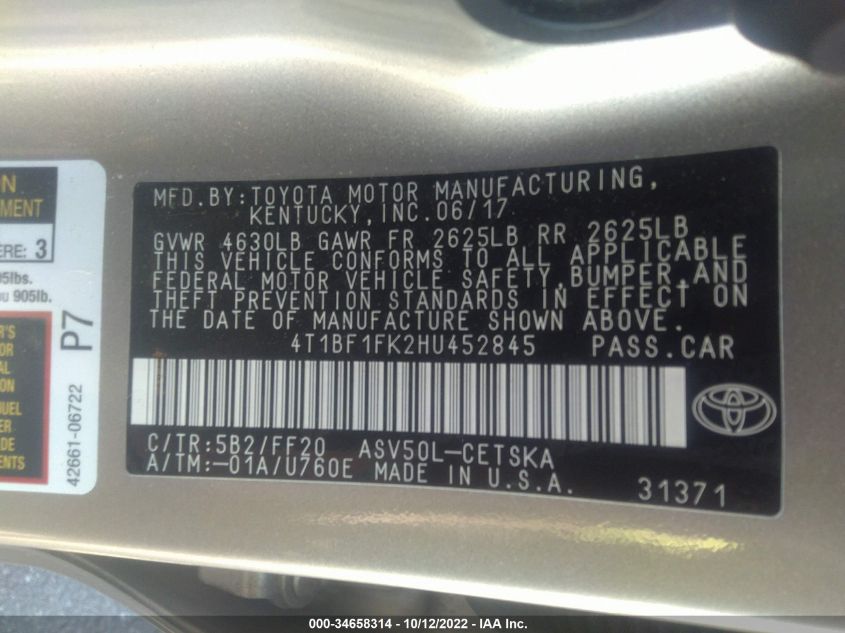 MFD.BY:TOYOTA MOTOR MANUFACTURING,
KENTUCKY,INC.06/17
GVWR 4630LB GAWR FR 2625LB RR 2625LB
THIS VEHICLE CONFORMS TO ALL APPLICABLE
FEDERAL MOTOR VEHICLE SAFETY,BUMPER,AND
THEFT PREVENTION STANDARDS IN EFFECT ON
THE DATE OF MANUFACTURE SHOWN ABOVE.
4T1BF1FK2HU452845 PASS.CAR
C/TR:5B2/FF20 ASV50L-CETSKA
A/TM:-01A/U760E MADE IN U.S.A.
31371
3
905lb.
P7
42661-06722
000-34658314 - 10/12/2022 - IAA Inc.